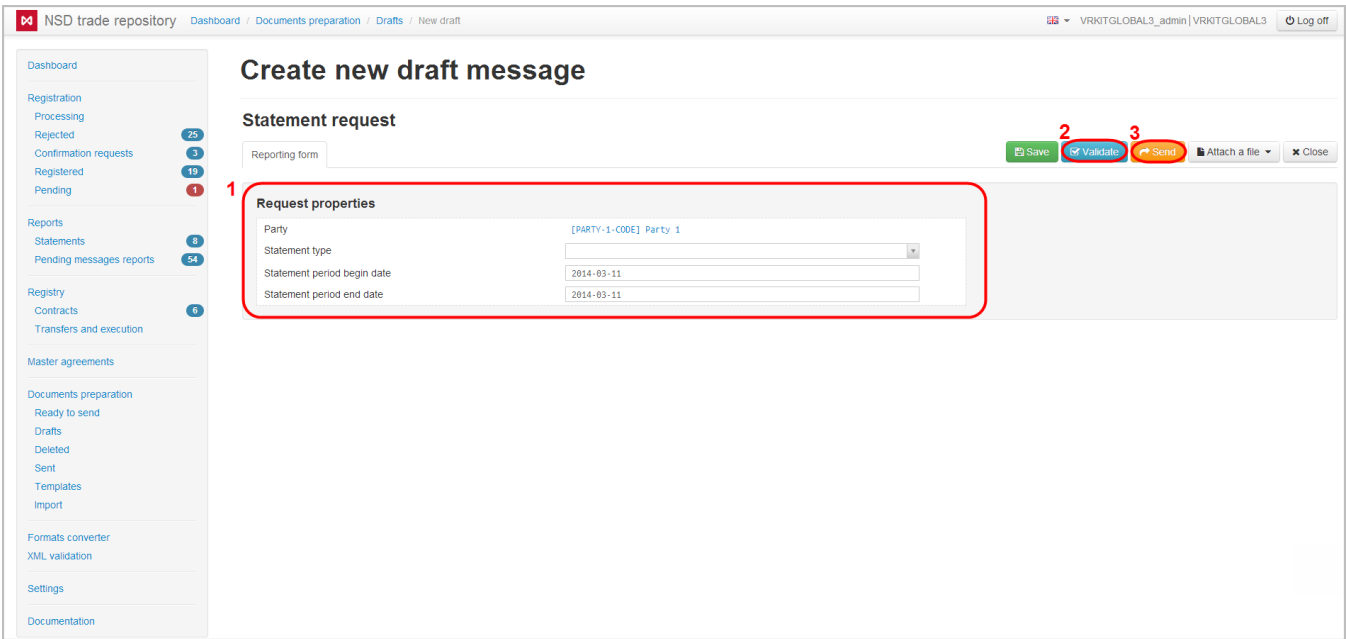 NSD trade repository Dashboard / Documents preparation / Drafts / New draft VRKITGLOBAL3_admin | VRKITGLOBAL3 Log off
Dashboard
Registration
Processing
Rejected 25
Confirmation requests 3
Registered 19
Pending 1
Reports
Statements 8
Pending messages reports 54
Registry
Contracts 6
Transfers and execution
Master agreements
Documents preparation
Ready to send
Drafts
Deleted
Sent
Templates
Import
Formats converter
XML validation
Settings
Documentation
Create new draft message
Statement request
2 3
Reporting form Save Validate Send Attach a file Close
1
Request properties
Party [PARTY-1-CODE] Party 1
Statement type
Statement period begin date 2014-03-11
Statement period end date 2014-03-11